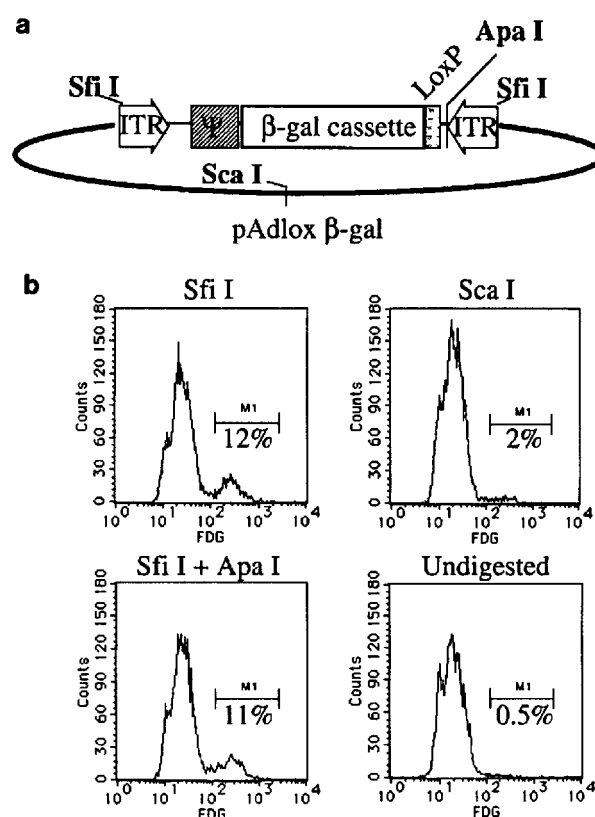 a
Apa I
LoxP
Sfi I
Sfi I
ITR
Ψ
β-gal cassette
ITR
Sca I
pAdlox β-gal
b
Sfi I
Counts
180
150
120
90
60
30
0
M1
12%
10⁰ 10¹ 10² 10³ 10⁴
FDG
Sca I
Counts
180
150
120
90
60
30
0
M1
2%
10⁰ 10¹ 10² 10³ 10⁴
FDG
Sfi I + Apa I
Counts
180
150
120
90
60
30
0
M1
11%
10⁰ 10¹ 10² 10³ 10⁴
FDG
Undigested
Counts
180
150
120
90
60
30
0
M1
0.5%
10⁰ 10¹ 10² 10³ 10⁴
FDG